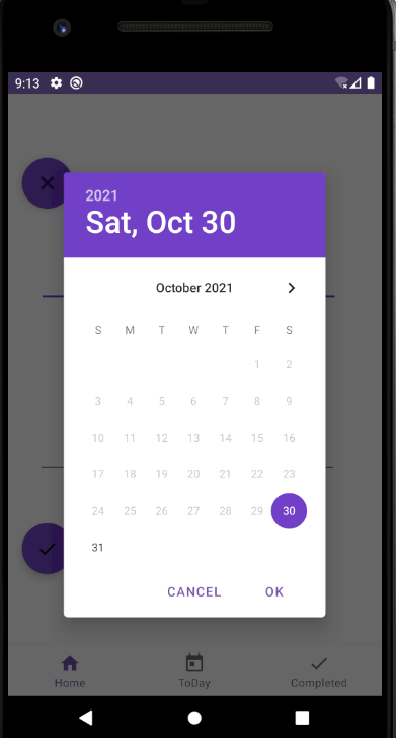 9:13
2021
Sat, Oct 30
October 2021
S M T W T F S
1 2
3 4 5 6 7 8 9
10 11 12 13 14 15 16
17 18 19 20 21 22 23
24 25 26 27 28 29 30
31
CANCEL OK
Home ToDay Completed